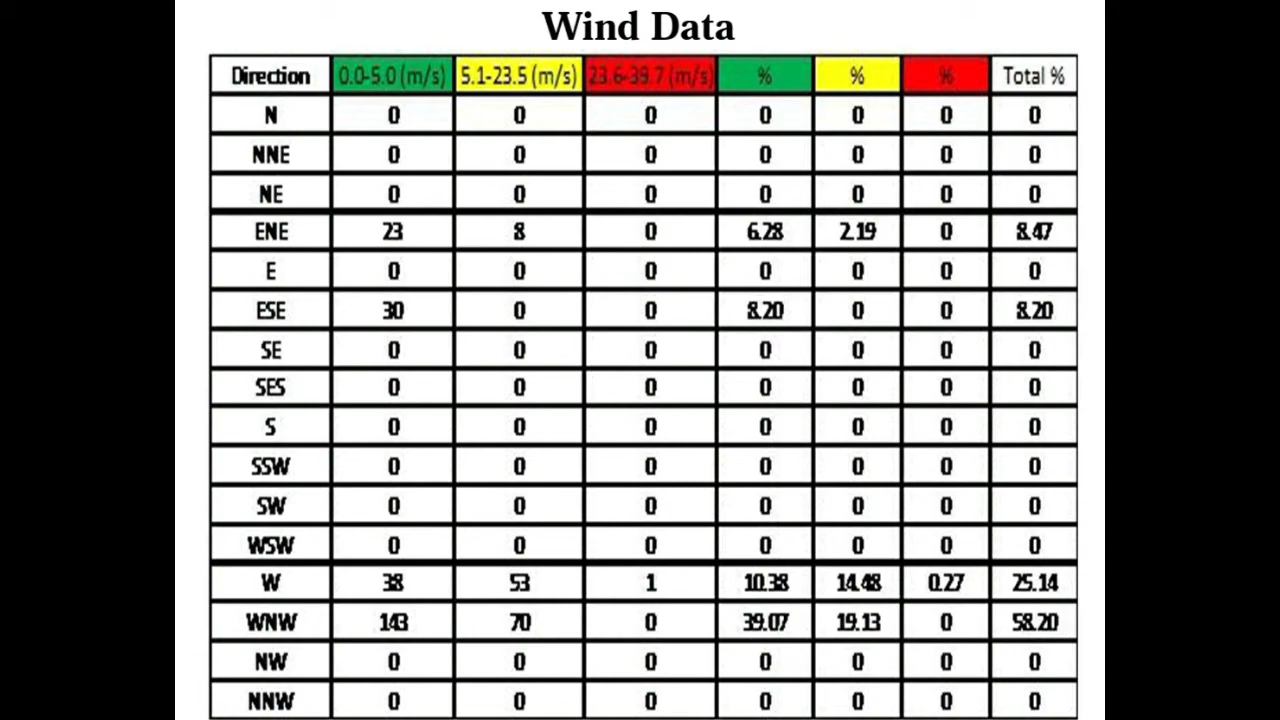 Wind Data
Direction 0.0-5.0 (m/s) 5.1-23.5 (m/s) 23.6-39.7 (m/s) % % % Total %
N 0 0 0 0 0 0 0
NNE 0 0 0 0 0 0 0
NE 0 0 0 0 0 0 0
ENE 23 8 0 6.28 2.19 0 8.47
E 0 0 0 0 0 0 0
ESE 30 0 0 8.20 0 0 8.20
SE 0 0 0 0 0 0 0
SES 0 0 0 0 0 0 0
S 0 0 0 0 0 0 0
SSW 0 0 0 0 0 0 0
SW 0 0 0 0 0 0 0
WSW 0 0 0 0 0 0 0
W 38 53 1 10.38 14.48 0.27 25.14
WNW 143 70 0 39.07 19.13 0 58.20
NW 0 0 0 0 0 0 0
NNW 0 0 0 0 0 0 0